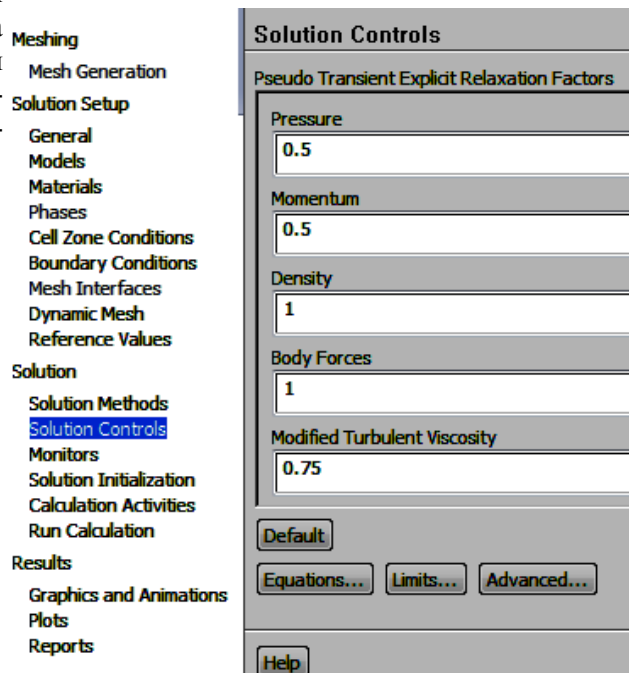 Meshing
Mesh Generation
Solution Setup
General
Models
Materials
Phases
Cell Zone Conditions
Boundary Conditions
Mesh Interfaces
Dynamic Mesh
Reference Values
Solution
Solution Methods
Solution Controls
Monitors
Solution Initialization
Calculation Activities
Run Calculation
Results
Graphics and Animations
Plots
Reports
Solution Controls
Pseudo Transient Explicit Relaxation Factors
Pressure
0.5
Momentum
0.5
Density
1
Body Forces
1
Modified Turbulent Viscosity
0.75
Default
Equations... Limits... Advanced...
Help